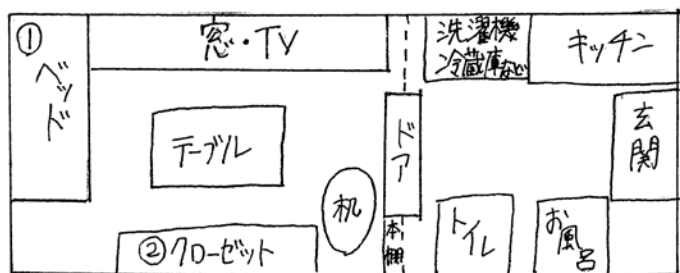 ① ベッド
窓・TV
洗濯機
冷蔵庫など
キッチン
テーブル
ドア
玄関
机
② クローゼット
本棚
トイレ
お風呂